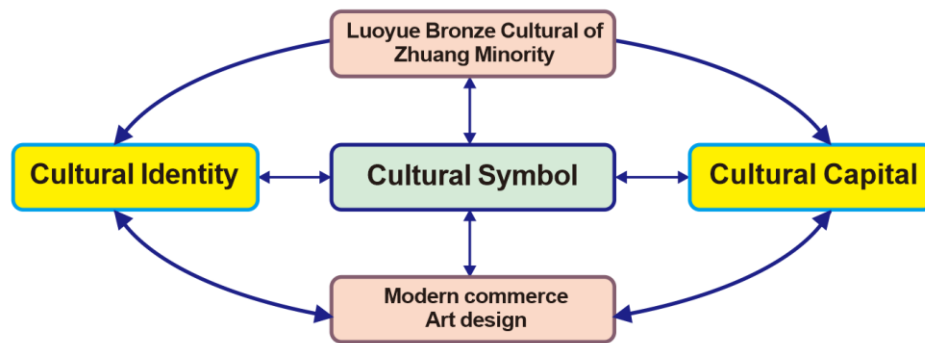 Luoyue Bronze Cultural of
Zhuang Minority
Cultural Identity
Cultural Symbol
Cultural Capital
Modern commerce
Art design